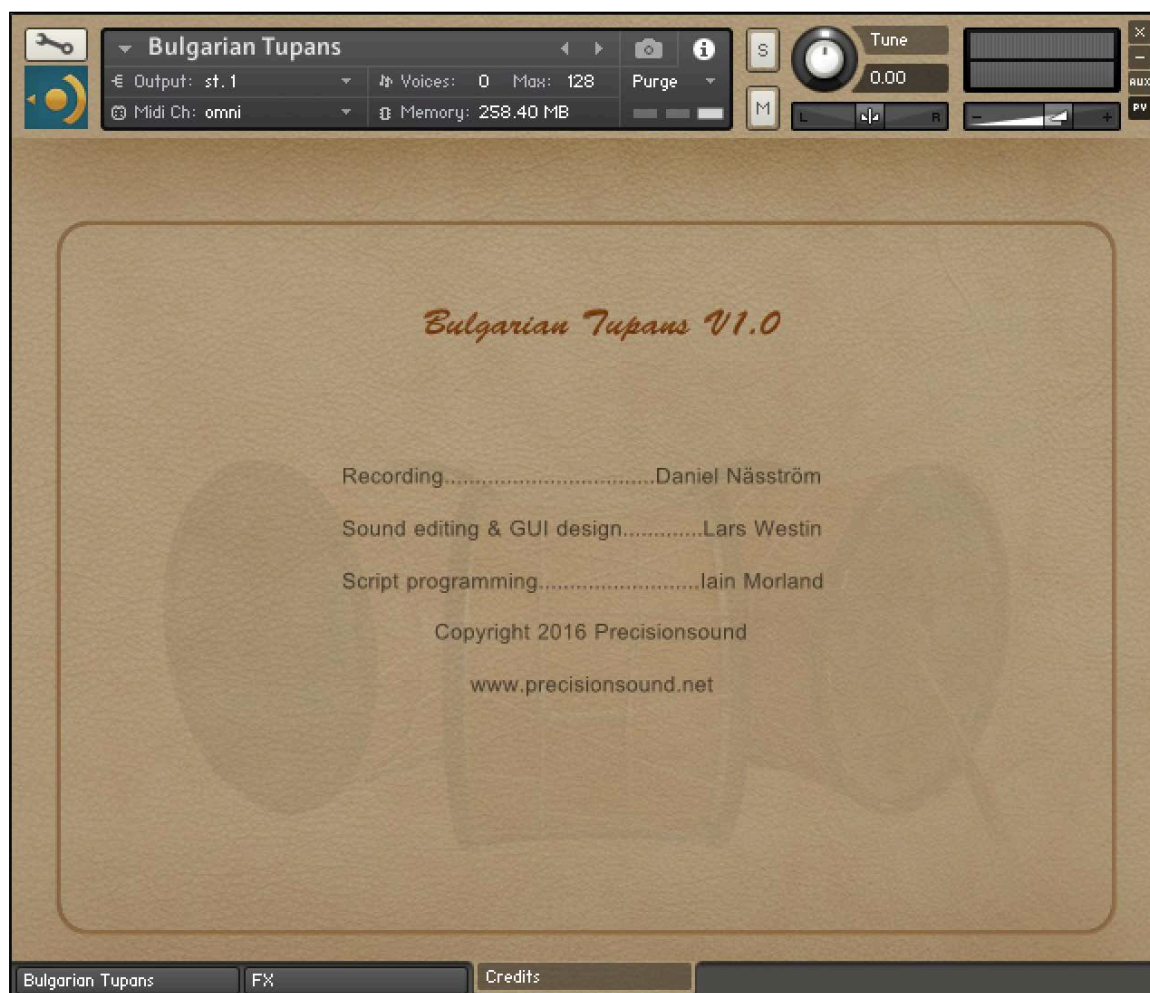 Bulgarian Tupans
Output: st. 1
Voices: 0 Max: 128
Purge
Midi Ch: omni
Memory: 258.40 MB
S
M
Tune
0.00
L
R
-
+
X
-
AUX
PV
Bulgarian Tupans V1.0
Recording..................................Daniel Näsström
Sound editing & GUI design.............Lars Westin
Script programming..........................Iain Morland
Copyright 2016 Precisionsound
www.precisionsound.net
Bulgarian Tupans
FX
Credits